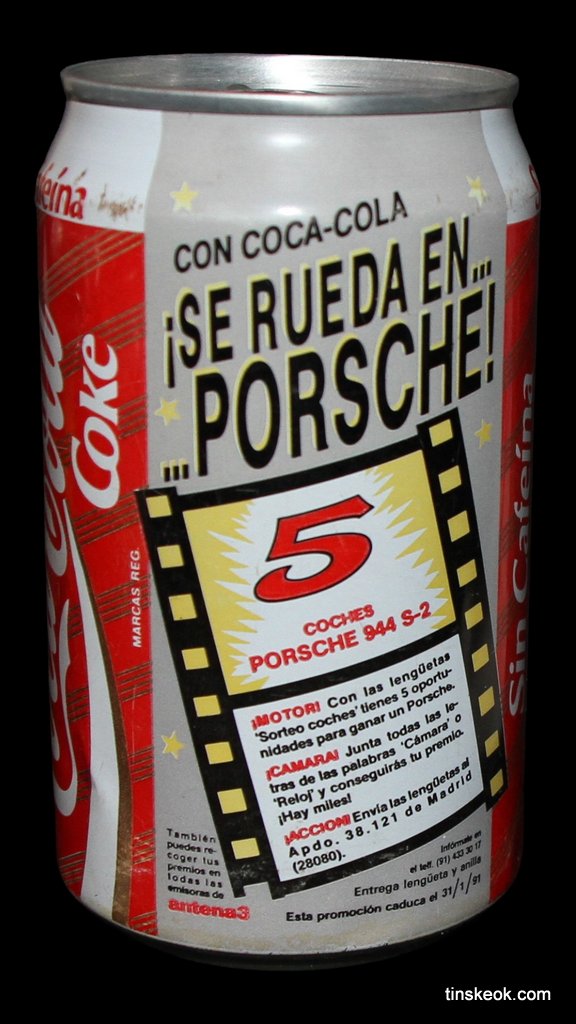 eína
Coca-Cola
Coke
MARCAS REG.
CON COCA-COLA
¡SE RUEDA EN...
...PORSCHE!
5
COCHES
PORSCHE 944 S-2
¡MOTOR! Con las lengüetas
'Sorteo coches' tienes 5 oportu-
nidades para ganar un Porsche.
¡CAMARA! Junta todas las le-
tras de las palabras 'Cámara' o
'Reloj' y conseguirás tu premio.
¡Hay miles!
¡ACCION! Envía las lengüetas al
Apdo. 38.121 de Madrid
(28080).
También
puedes re-
coger tus
premios en
todas las
emisoras de
antena3
Infórmate en
el telf. (91) 433 30 17
Entrega lengüeta y anilla
Esta promoción caduca el 31/1/91
Sin Cafeína
tinskeok.com